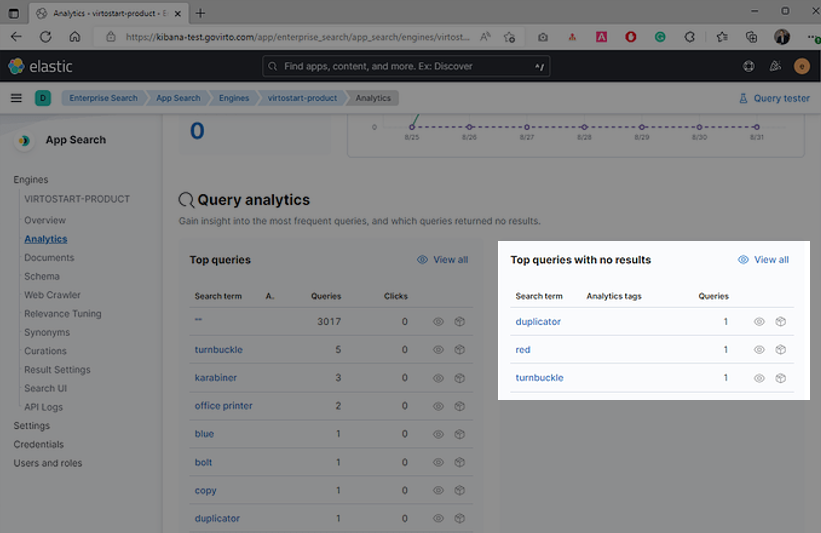 Analytics - virtostart-product - E
https://kibana-test.govirto.com/app/enterprise_search/app_search/engines/virtost...
elastic
Find apps, content, and more. Ex: Discover
^/
e
D
Enterprise Search
App Search
Engines
virtostart-product
Analytics
Query tester
App Search
0
0
8/25 8/26 8/27 8/28 8/29 8/30 8/31
Engines
VIRTOSTART-PRODUCT
Overview
Analytics
Documents
Schema
Web Crawler
Relevance Tuning
Synonyms
Curations
Result Settings
Search UI
API Logs
Settings
Credentials
Users and roles
Query analytics
Gain insight into the most frequent queries, and which queries returned no results.
Top queries View all
Search term A. Queries Clicks
"" 3017 0
turnbuckle 5 0
karabiner 3 0
office printer 2 0
blue 1 0
bolt 1 0
copy 1 0
duplicator 1 0
Top queries with no results View all
Search term Analytics tags Queries
duplicator 1
red 1
turnbuckle 1